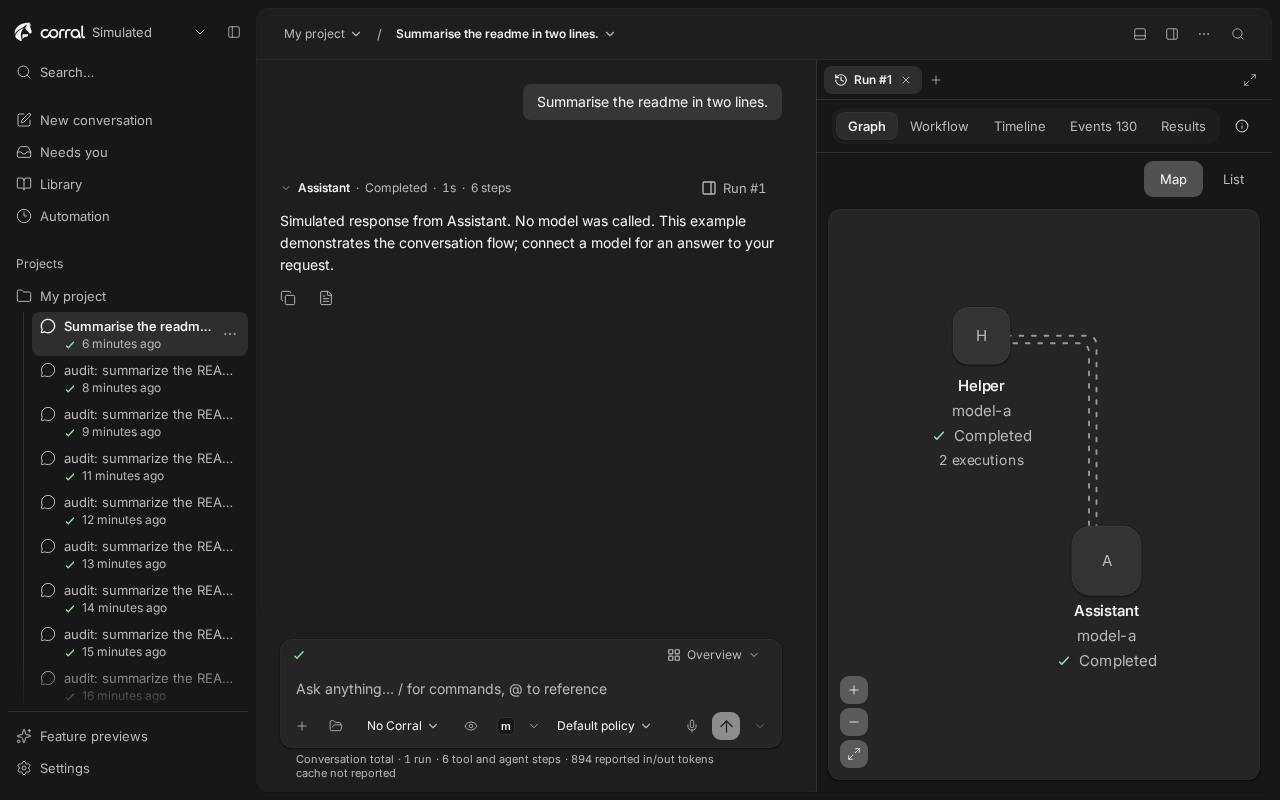 corral Simulated
Search...
New conversation
Needs you
Library
Automation
Projects
My project
Summarise the readm...
6 minutes ago
audit: summarize the REA...
8 minutes ago
audit: summarize the REA...
9 minutes ago
audit: summarize the REA...
11 minutes ago
audit: summarize the REA...
12 minutes ago
audit: summarize the REA...
13 minutes ago
audit: summarize the REA...
14 minutes ago
audit: summarize the REA...
15 minutes ago
audit: summarize the REA...
16 minutes ago
Feature previews
Settings
My project / Summarise the readme in two lines.
Summarise the readme in two lines.
Assistant · Completed · 1s · 6 steps
Run #1
Simulated response from Assistant. No model was called. This example
demonstrates the conversation flow; connect a model for an answer to your
request.
Overview
Ask anything... / for commands, @ to reference
No Corral
m
Default policy
Conversation total · 1 run · 6 tool and agent steps · 894 reported in/out tokens
cache not reported
Run #1
Graph
Workflow
Timeline
Events 130
Results
Map
List
H
Helper
model-a
Completed
2 executions
A
Assistant
model-a
Completed